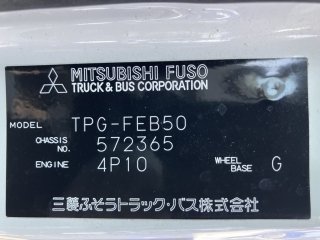 MITSUBISHI FUSO
TRUCK & BUS CORPORATION
MODEL TPG-FEB50
CHASSIS NO. 572365
ENGINE 4P10 WHEEL BASE G
三菱ふそうトラック・バス株式会社